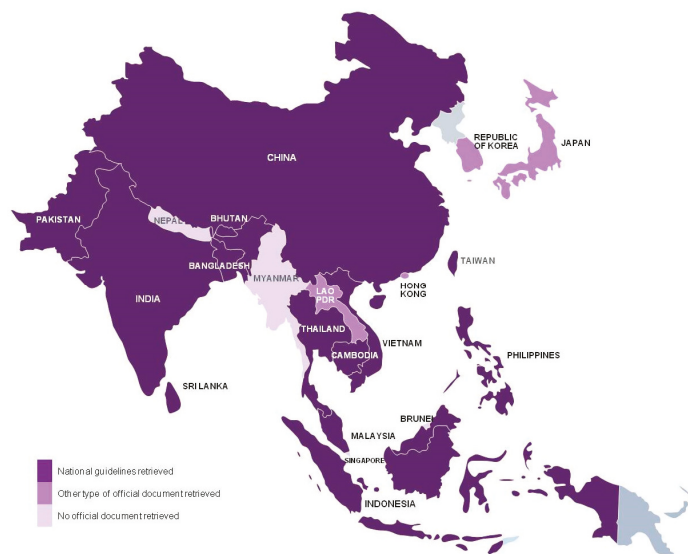 REPUBLIC
OF KOREA
JAPAN
CHINA
PAKISTAN
NEPAL
BHUTAN
TAIWAN
BANGLADESH
MYANMAR
HONG
KONG
LAO
PDR
INDIA
THAILAND
VIETNAM
CAMBODIA
PHILIPPINES
SRI LANKA
BRUNEI
MALAYSIA
SINGAPORE
National guidelines retrieved
Other type of official document retrieved
INDONESIA
No official document retrieved